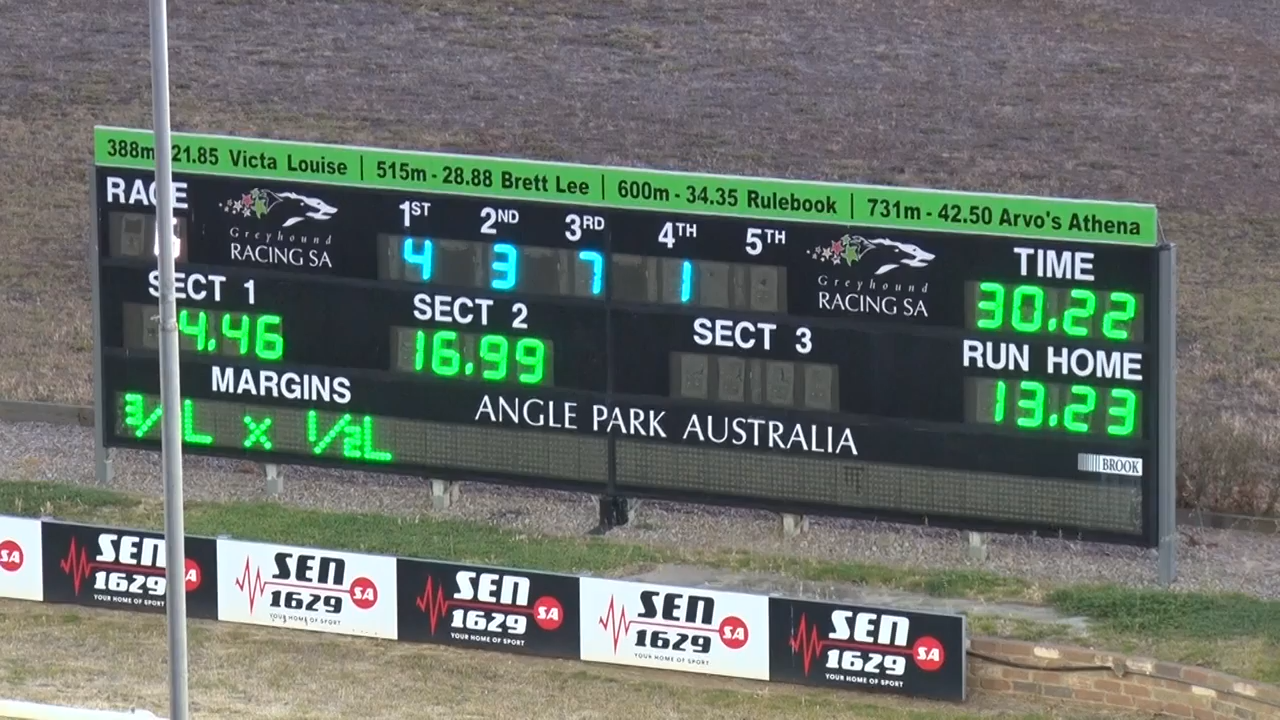 388m 21.85 Victa Louise | 515m - 28.88 Brett Lee | 600m - 34.35 Rulebook | 731m - 42.50 Arvo's Athena
RACE
Greyhound
RACING SA
1ST 2ND 3RD 4TH 5TH
4 3 7 1
Greyhound
RACING SA
TIME
30.22
SECT 1
4.46
SECT 2
16.99
SECT 3
RUN HOME
13.23
MARGINS
L x 1/2L
ANGLE PARK AUSTRALIA
BROOK
SA
SEN
1629
SA
YOUR HOME OF SPORT
SEN
1629
SA
YOUR HOME OF SPORT
SEN
1629
SA
YOUR HOME OF SPORT
SEN
1629
SA
YOUR HOME OF SPORT
SEN
1629
SA
YOUR HOME OF SPORT